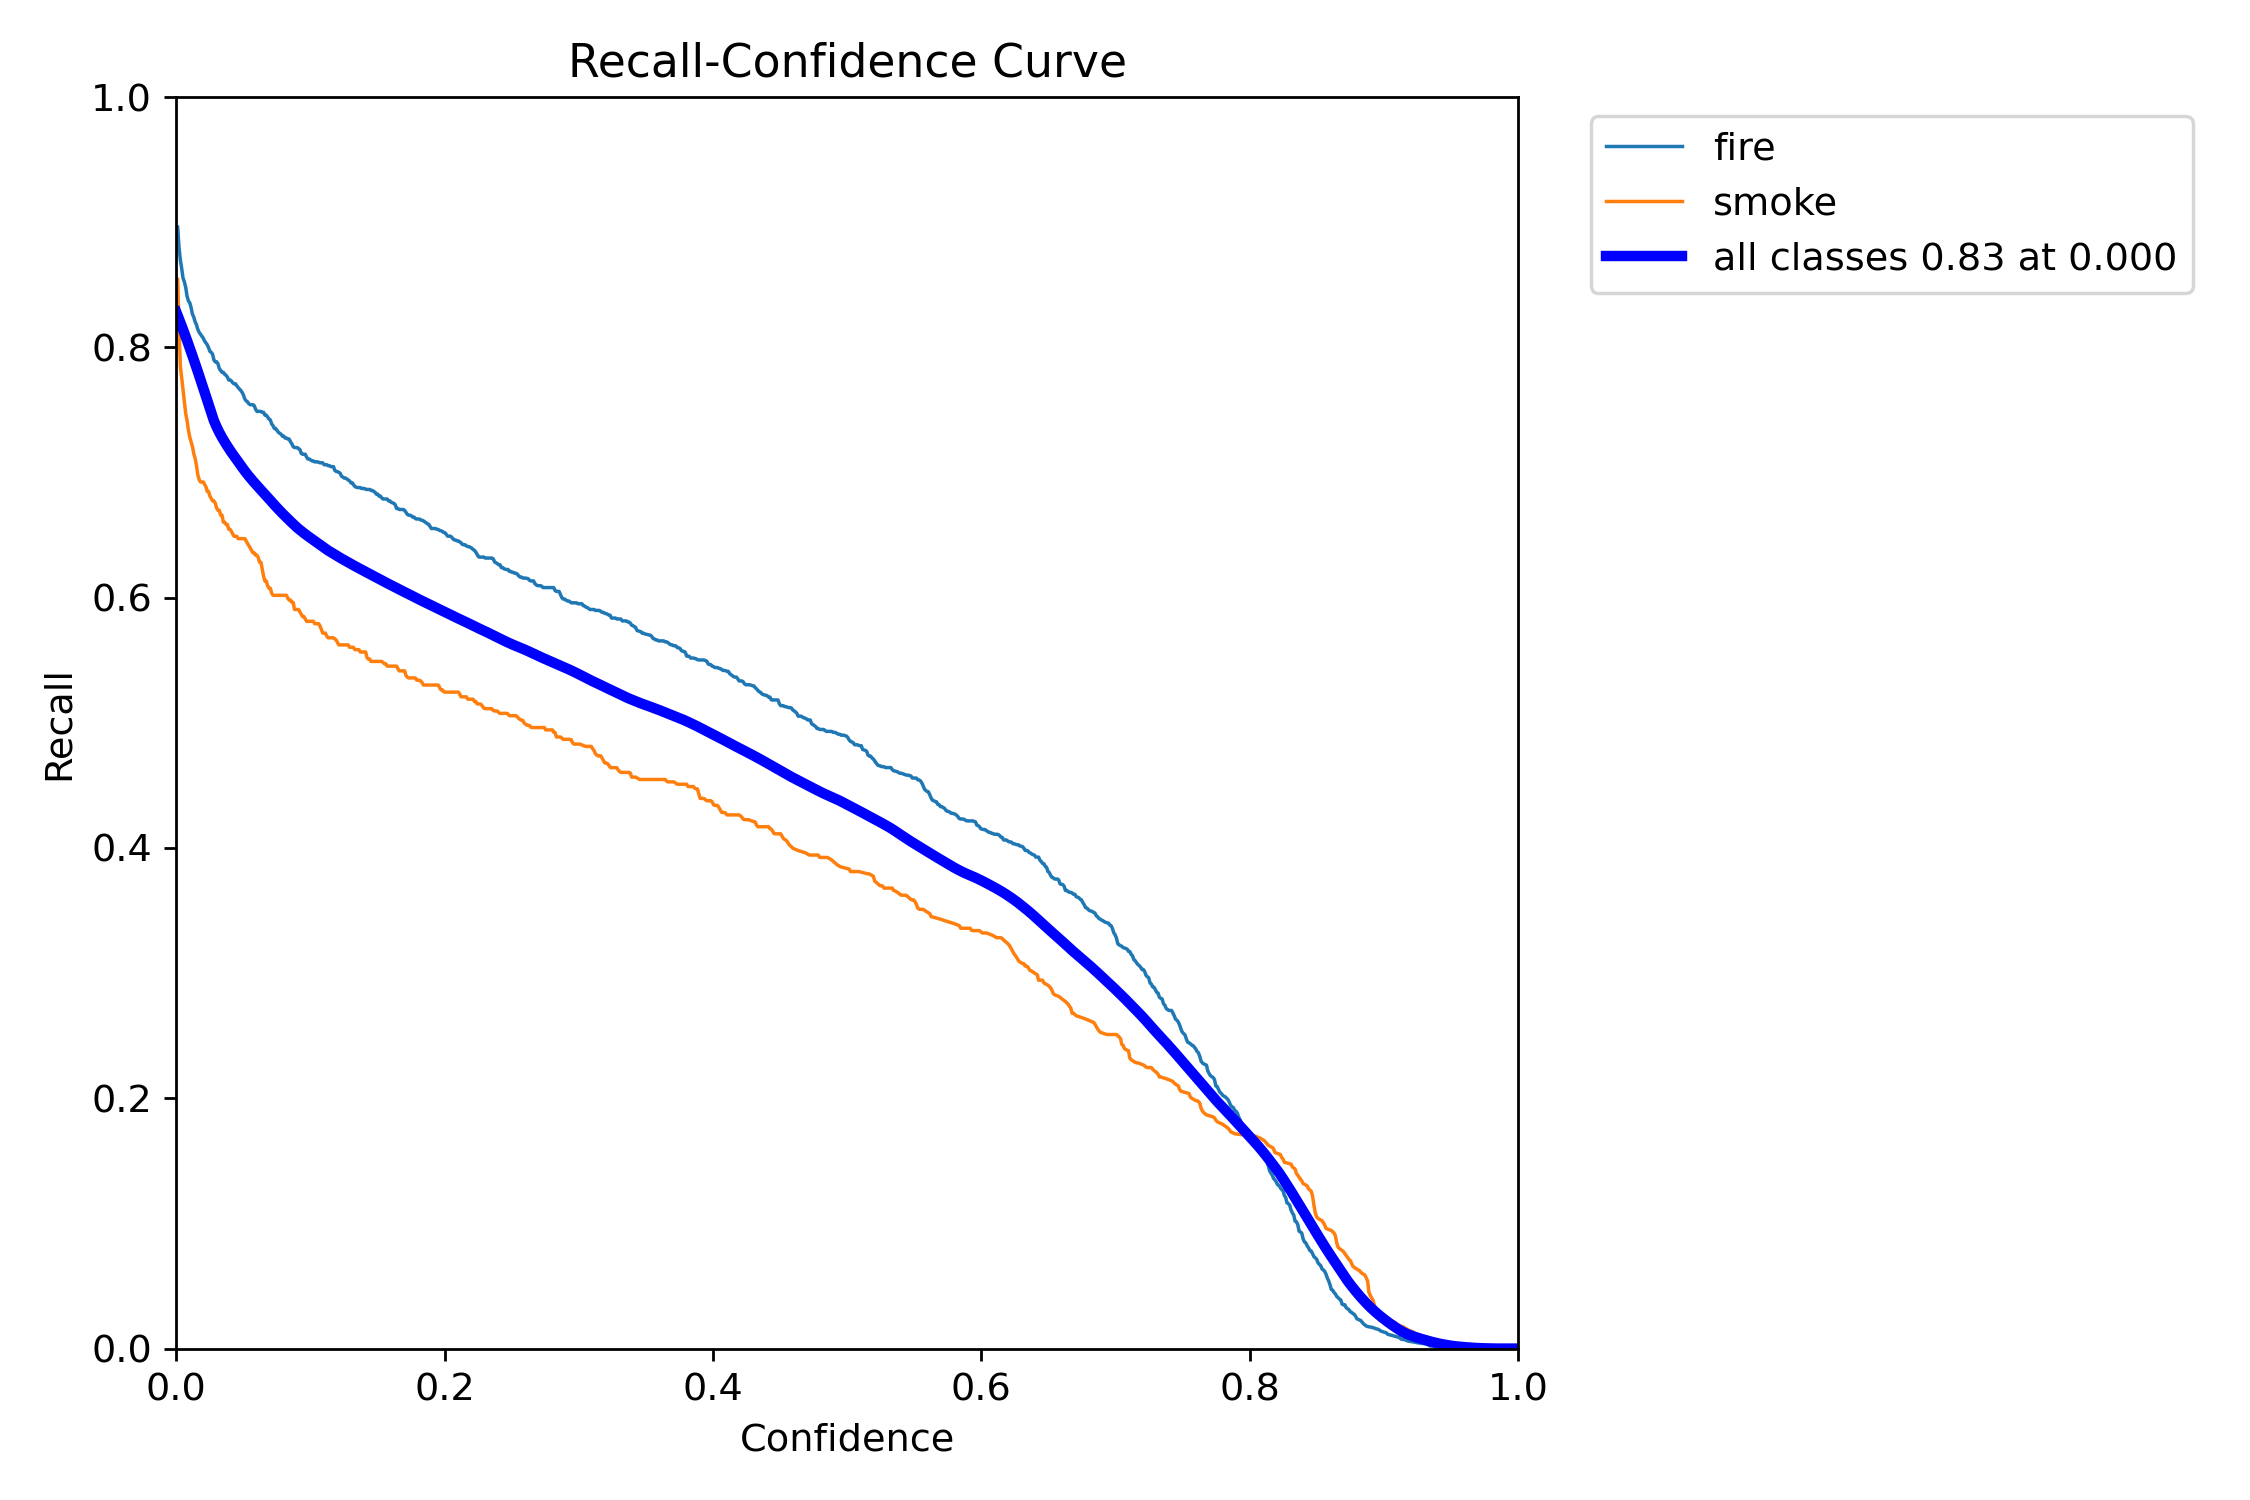 Recall-Confidence Curve
1.0
0.8
0.6
0.4
0.2
0.0
Recall
0.0 0.2 0.4 0.6 0.8 1.0
Confidence
fire
smoke
all classes 0.83 at 0.000